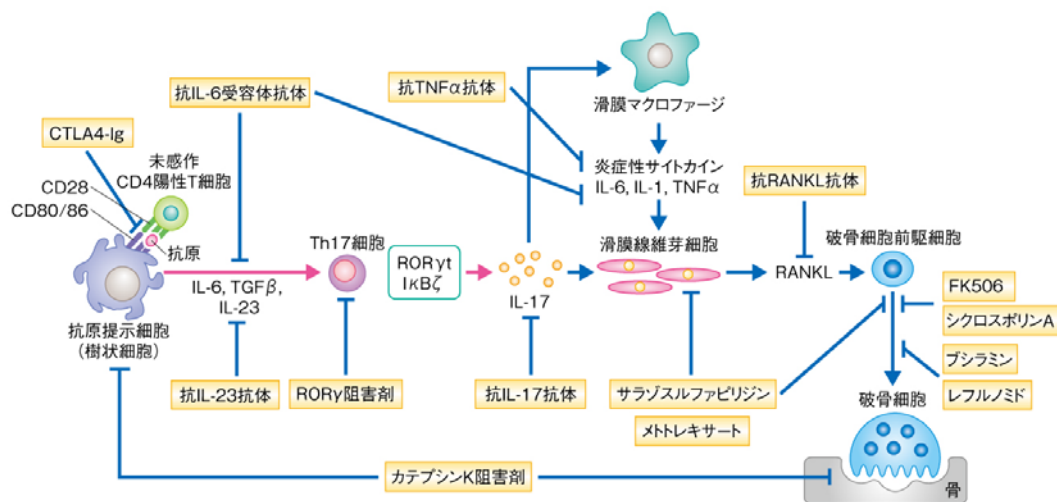 抗IL-6受容体抗体
抗TNFα抗体
滑膜マクロファージ
CTLA4-Ig
未感作
CD4陽性T細胞
CD28
CD80/86
抗原
炎症性サイトカイン
IL-6, IL-1, TNFα
抗RANKL抗体
Th17細胞
RORγt
IκBζ
滑膜線維芽細胞
破骨細胞前駆細胞
IL-6, TGFβ,
IL-23
IL-17
RANKL
FK506
シクロスポリンA
抗原提示細胞
(樹状細胞)
抗IL-23抗体
RORγ阻害剤
抗IL-17抗体
サラゾスルファピリジン
メトトレキサート
ブシラミン
レフルノミド
破骨細胞
カテプシンK阻害剤
骨